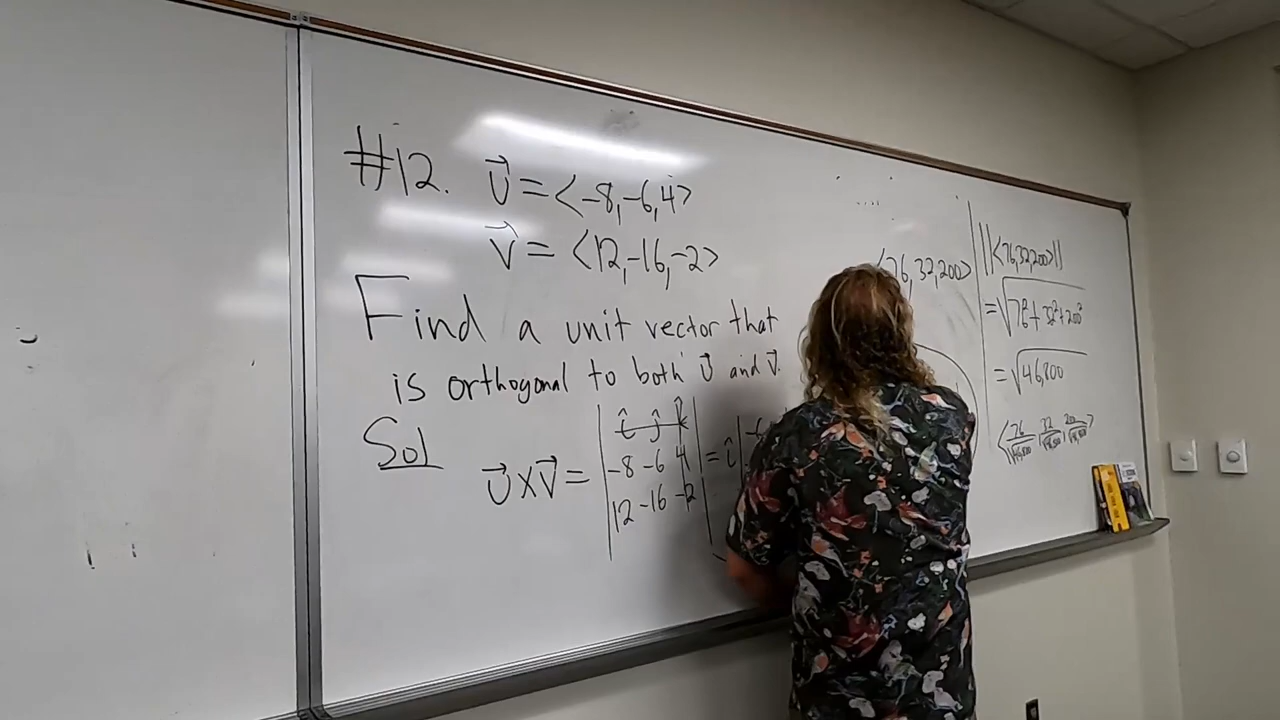 #12. u⃗ = <-8,-6,4>
v⃗ = <12,-16,-2>
Find a unit vector that
is orthogonal to both u⃗ and v⃗.
Sol
u⃗ x v⃗ = | î ĵ k̂ | = î |
-8 -6 4
12 -16 -2
<76,32,200>
||<76,32,200>||
= √76² + 32² + 200²
= √46,800
<76/√46,800, 32/√46,800, 200/√46,800>